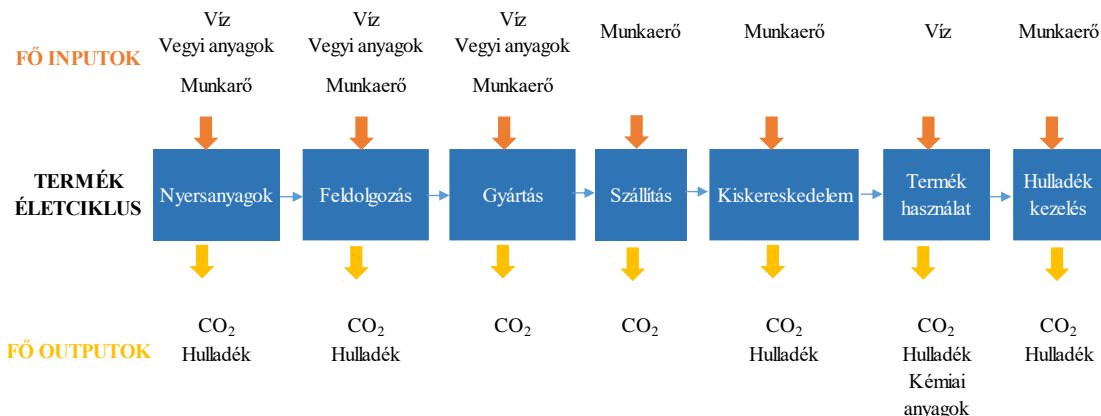 Víz
Vegyi anyagok
Munkarő
Víz
Vegyi anyagok
Munkaerő
Víz
Vegyi anyagok
Munkaerő
Munkaerő
Munkaerő
Víz
Munkaerő
FŐ INPUTOK
TERMÉK
ÉLETCIKLUS
Nyersanyagok
Feldolgozás
Gyártás
Szállítás
Kiskereskedelem
Termék
használat
Hulladék
kezelés
FŐ OUTPUTOK
CO₂
Hulladék
CO₂
Hulladék
CO₂
CO₂
CO₂
Hulladék
CO₂
Hulladék
Kémiai
anyagok
CO₂
Hulladék